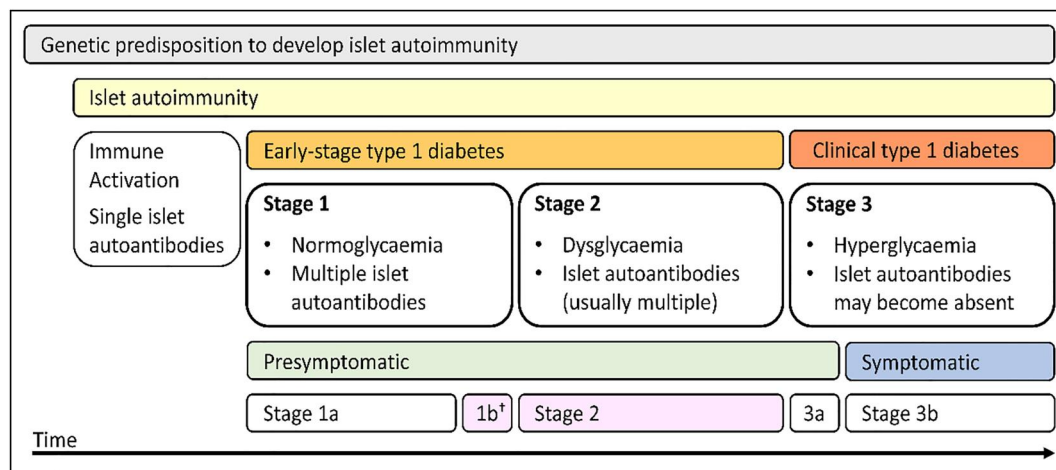 Genetic predisposition to develop islet autoimmunity
Islet autoimmunity
Immune
Activation
Single islet
autoantibodies
Early-stage type 1 diabetes
Clinical type 1 diabetes
Stage 1
• Normoglycaemia
• Multiple islet
autoantibodies
Stage 2
• Dysglycaemia
• Islet autoantibodies
(usually multiple)
Stage 3
• Hyperglycaemia
• Islet autoantibodies
may become absent
Presymptomatic
Symptomatic
Stage 1a
1b†
Stage 2
3a
Stage 3b
Time